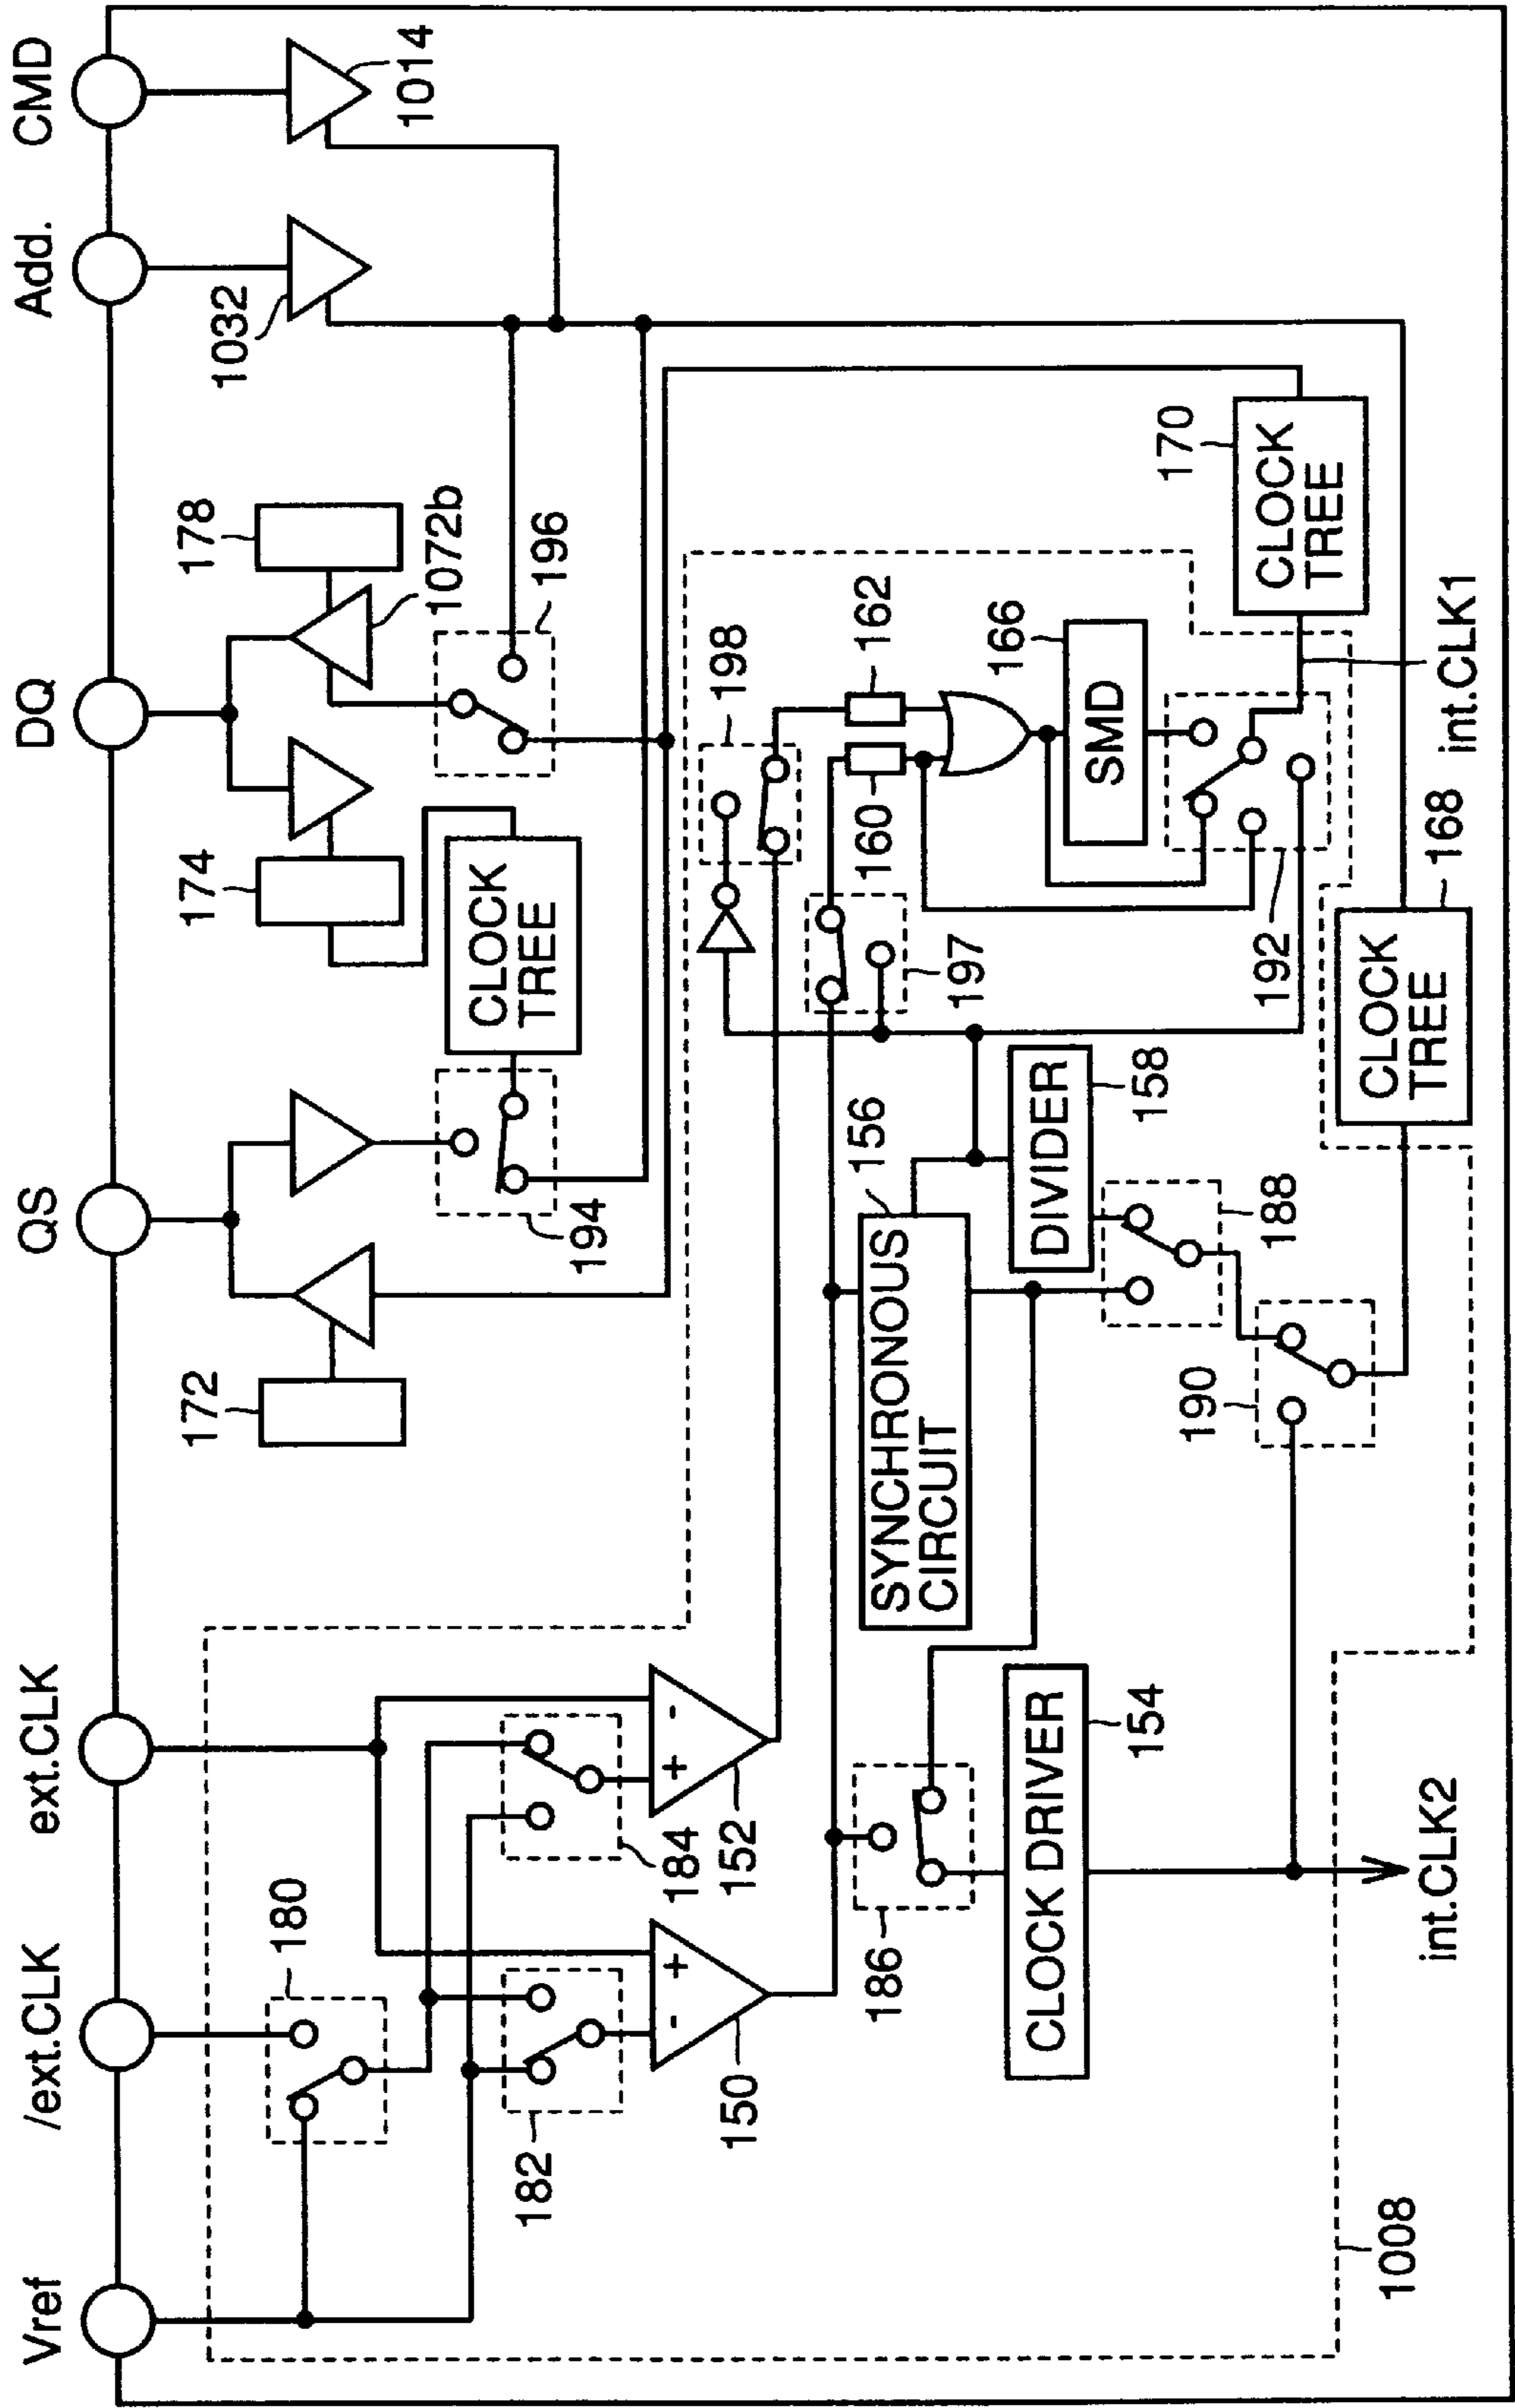 Vref
/ext.CLK
ext.CLK
QS
DQ
Add.
CMD
180
172
174
178
1032
1014
1072b
182
184
194
196
150
152
CLOCK
TREE
198
186
SYNCHRONOUS
CIRCUIT
156
197
160
162
CLOCK DRIVER
154
DIVIDER
158
166
SMD
170
CLOCK
TREE
190
188
192
1008
int.CLK2
CLOCK
TREE
168
int.CLK1